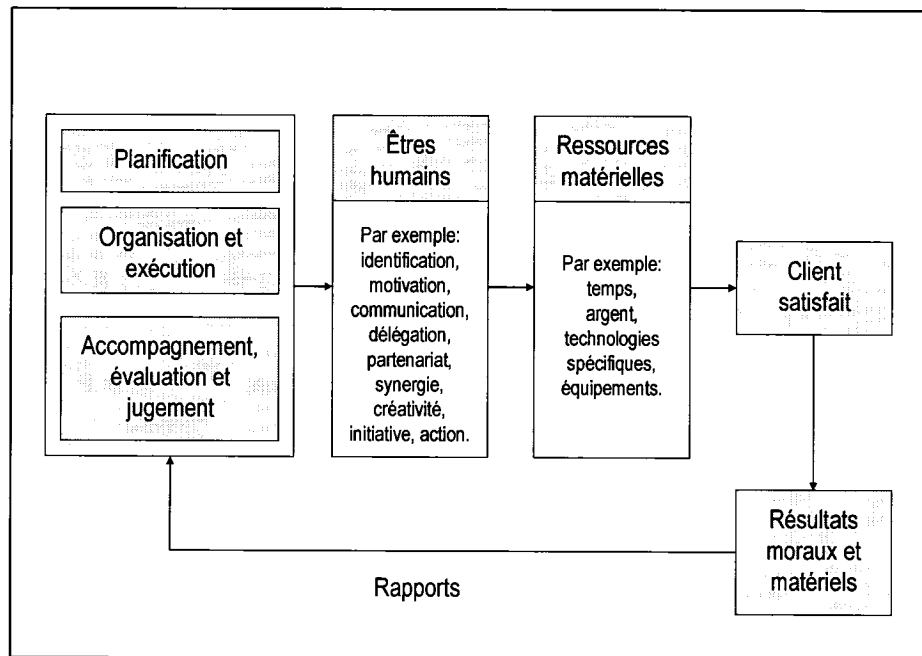 Planification
Organisation et
exécution
Accompagnement,
évaluation et
jugement
Êtres
humains
Par exemple:
identification,
motivation,
communication,
délégation,
partenariat,
synergie,
créativité,
initiative, action.
Ressources
matérielles
Par exemple:
temps,
argent,
technologies
spécifiques,
équipements.
Client
satisfait
Résultats
moraux et
matériels
Rapports